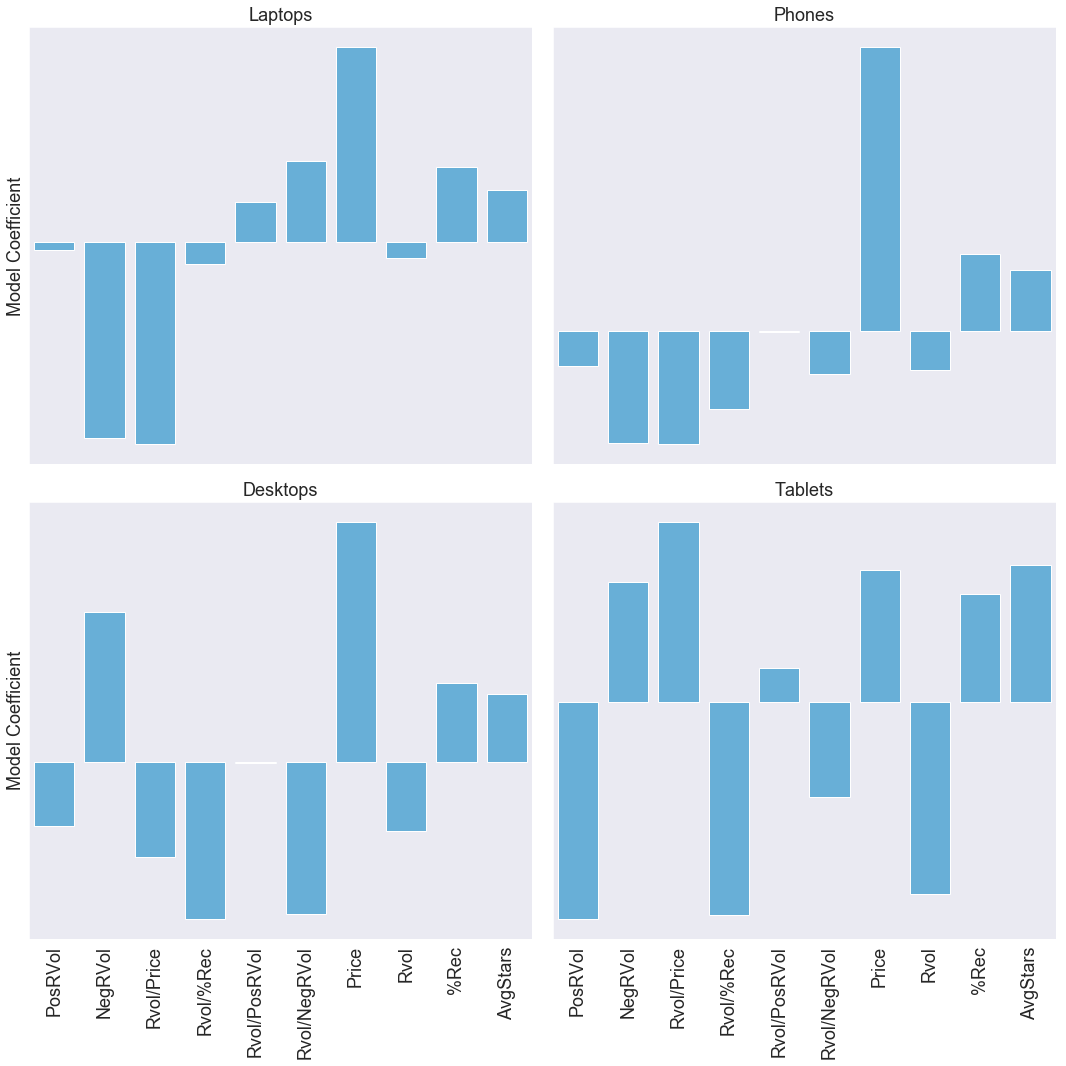 Laptops
Phones
Model Coefficient
Desktops
Tablets
Model Coefficient
PosRVol
NegRVol
Rvol/Price
Rvol/%Rec
Rvol/PosRVol
Rvol/NegRVol
Price
Rvol
%Rec
AvgStars
PosRVol
NegRVol
Rvol/Price
Rvol/%Rec
Rvol/PosRVol
Rvol/NegRVol
Price
Rvol
%Rec
AvgStars